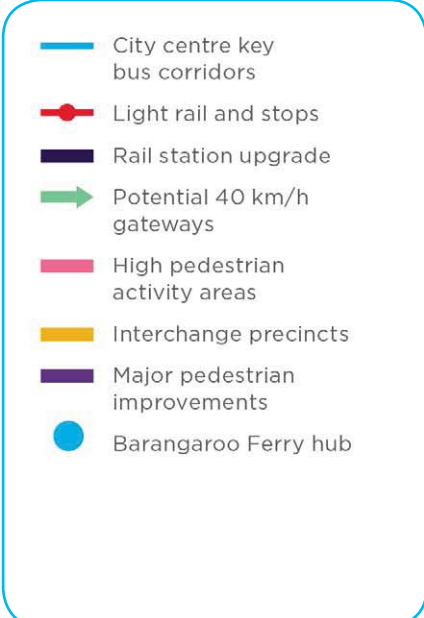 City centre key
bus corridors
Light rail and stops
Rail station upgrade
Potential 40 km/h
gateways
High pedestrian
activity areas
Interchange precincts
Major pedestrian
improvements
Barangaroo Ferry hub